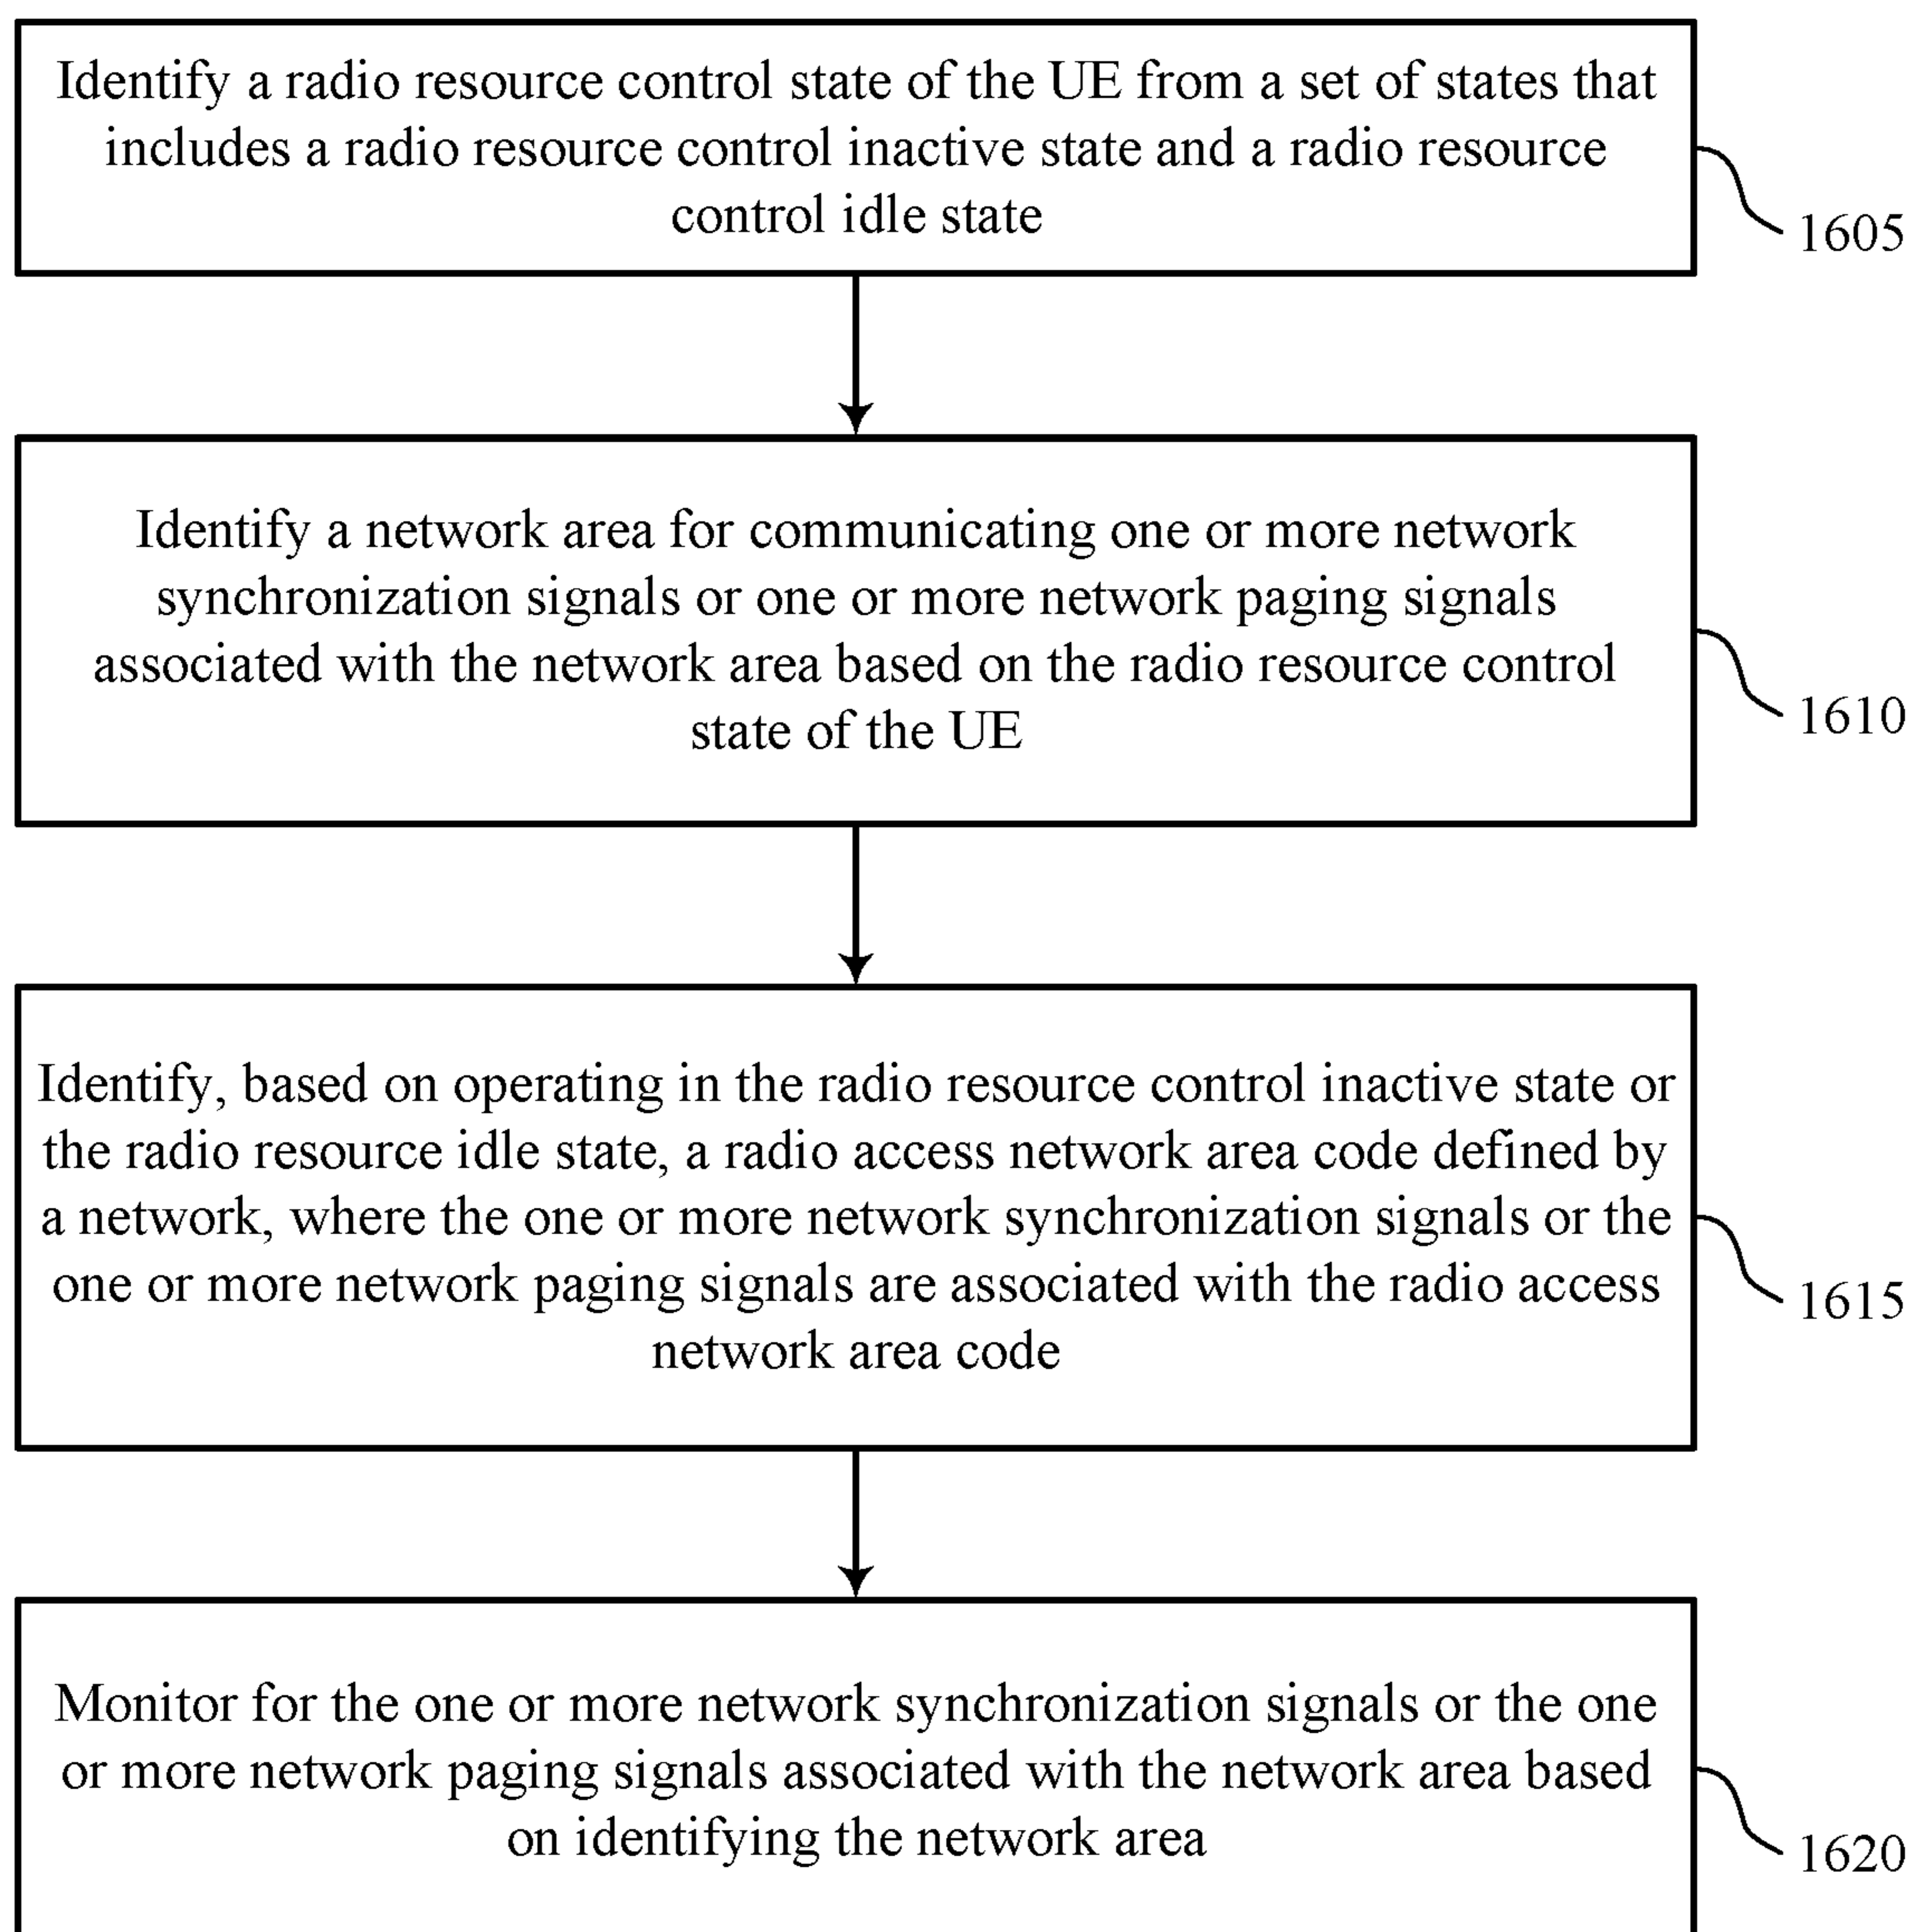 Identify a radio resource control state of the UE from a set of states that
includes a radio resource control inactive state and a radio resource
control idle state
1605
Identify a network area for communicating one or more network
synchronization signals or one or more network paging signals
associated with the network area based on the radio resource control
state of the UE
1610
Identify, based on operating in the radio resource control inactive state or
the radio resource idle state, a radio access network area code defined by
a network, where the one or more network synchronization signals or the
one or more network paging signals are associated with the radio access
network area code
1615
Monitor for the one or more network synchronization signals or the one
or more network paging signals associated with the network area based
on identifying the network area
1620